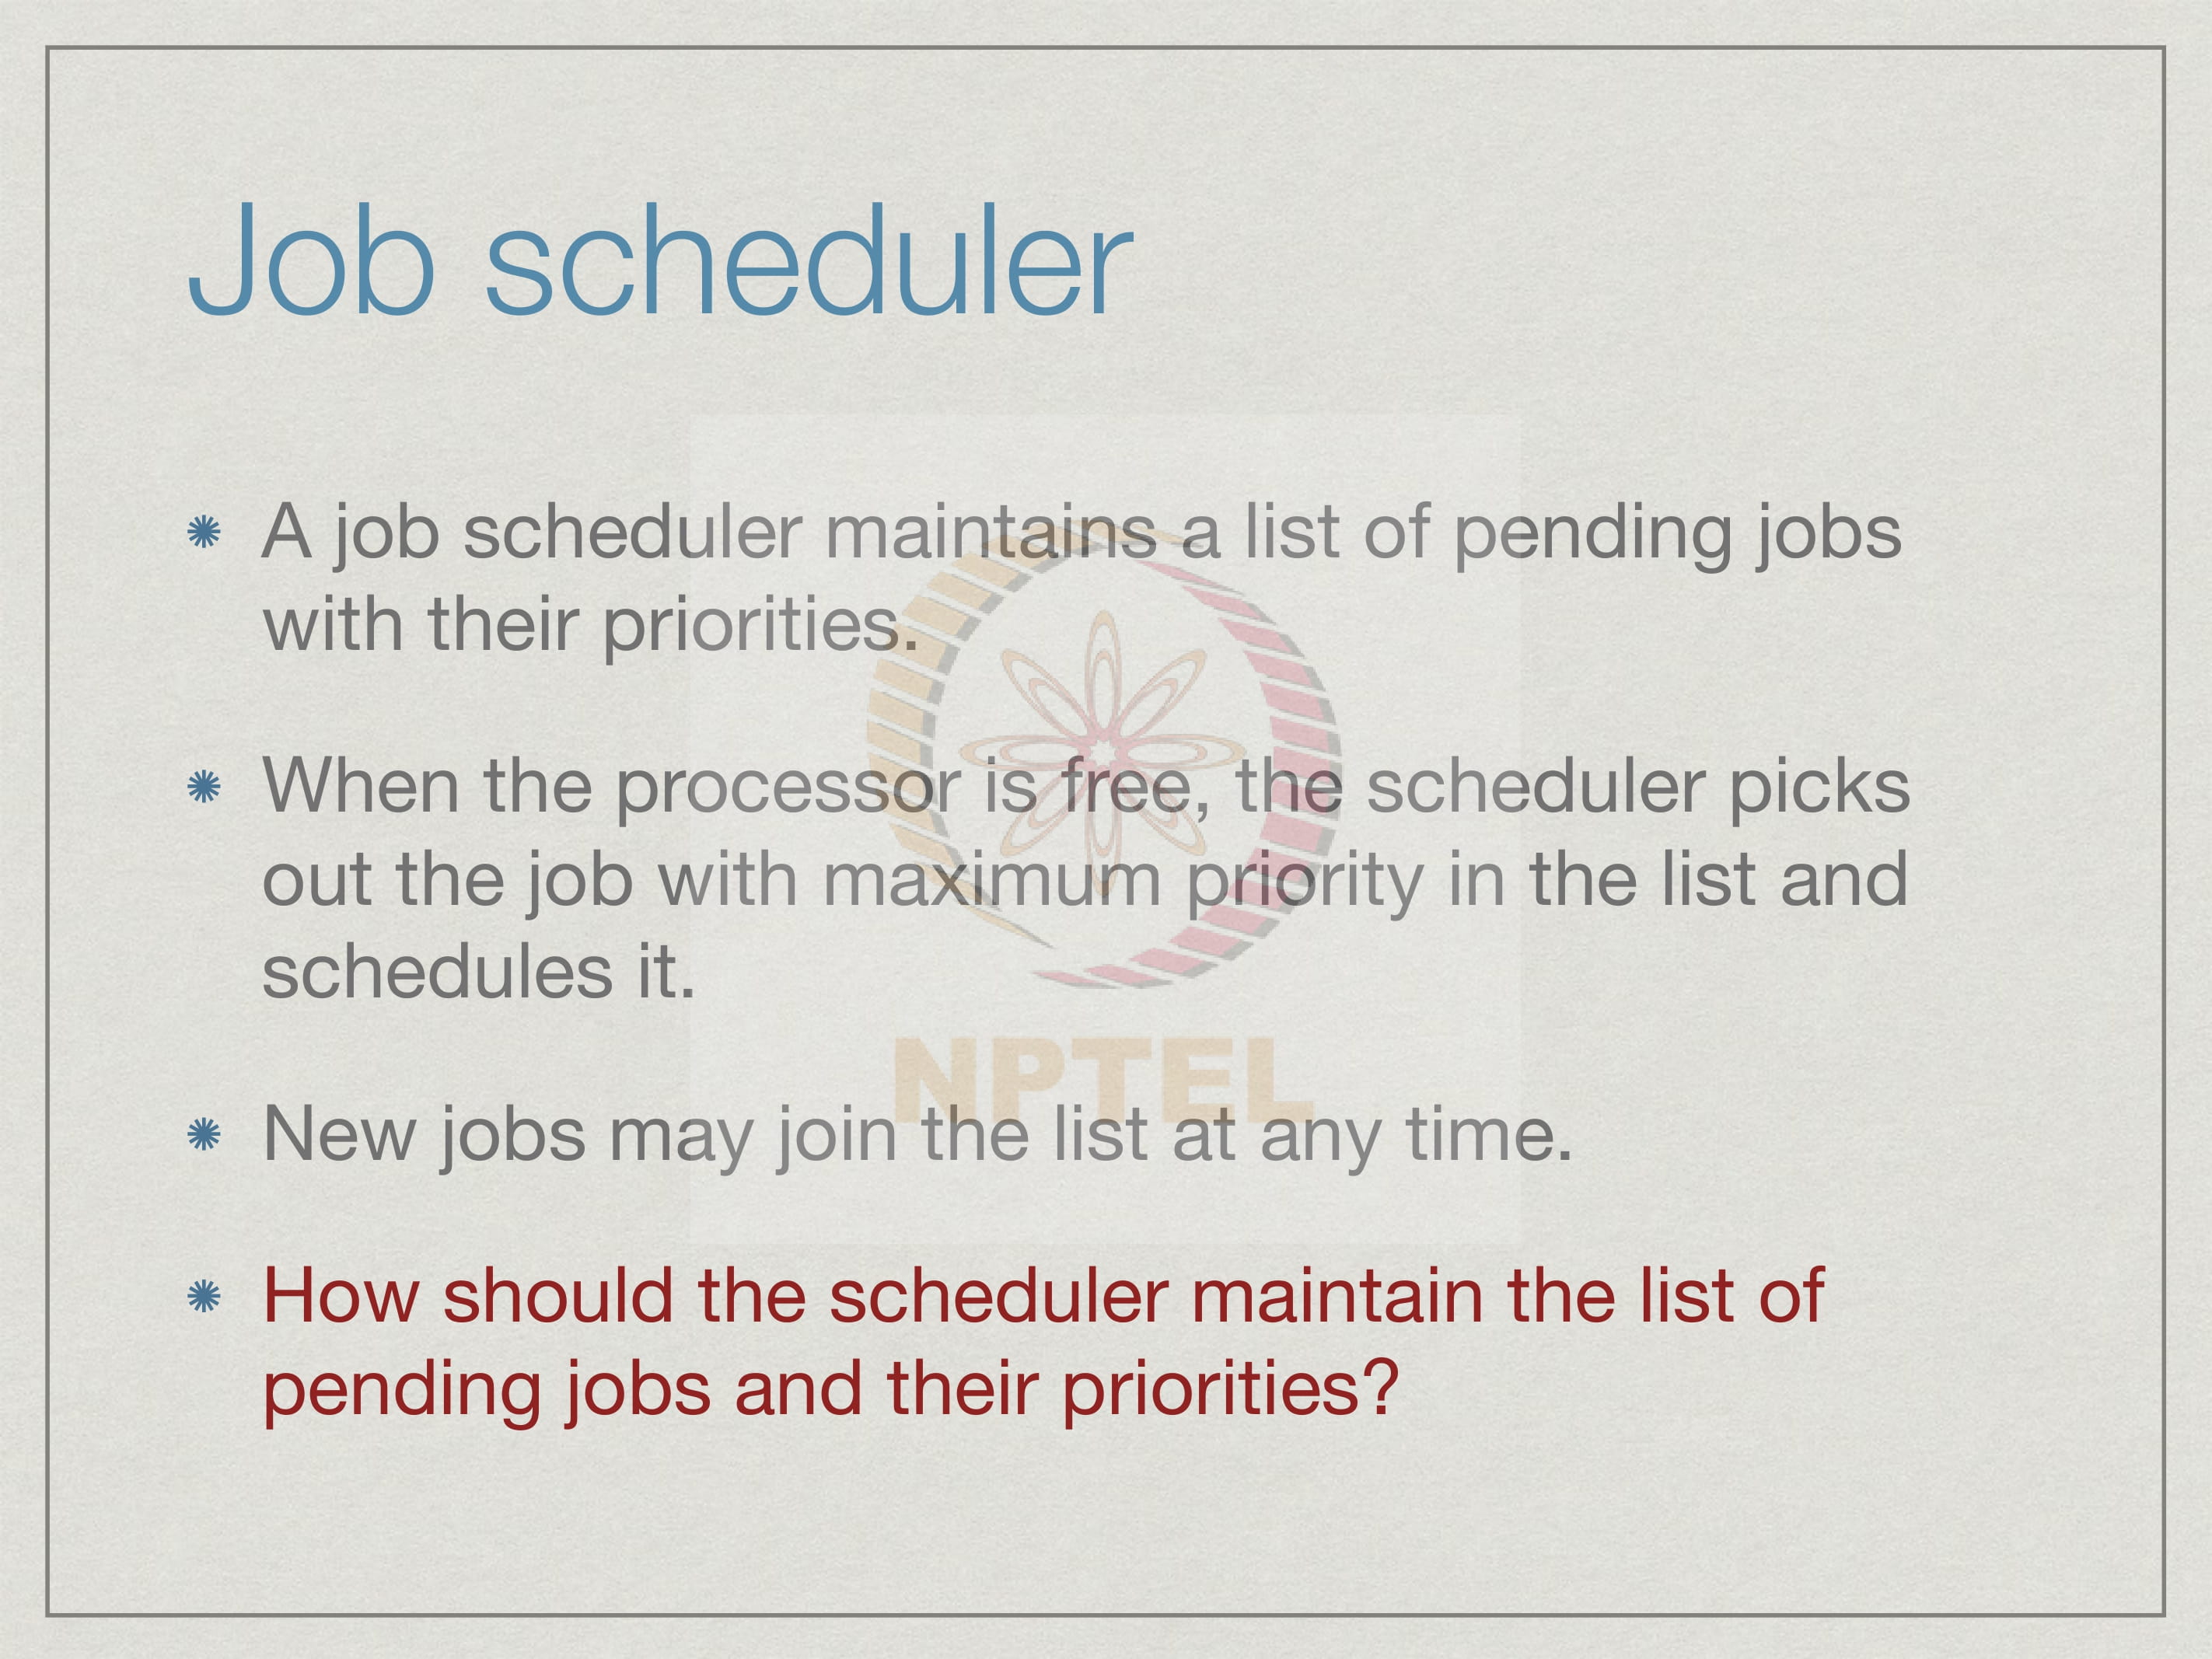 Job scheduler
A job scheduler maintains a list of pending jobs
with their priorities.
When the processor is free, the scheduler picks
out the job with maximum priority in the list and
schedules it.
NPTEL
New jobs may join the list at any time.
How should the scheduler maintain the list of
pending jobs and their priorities?